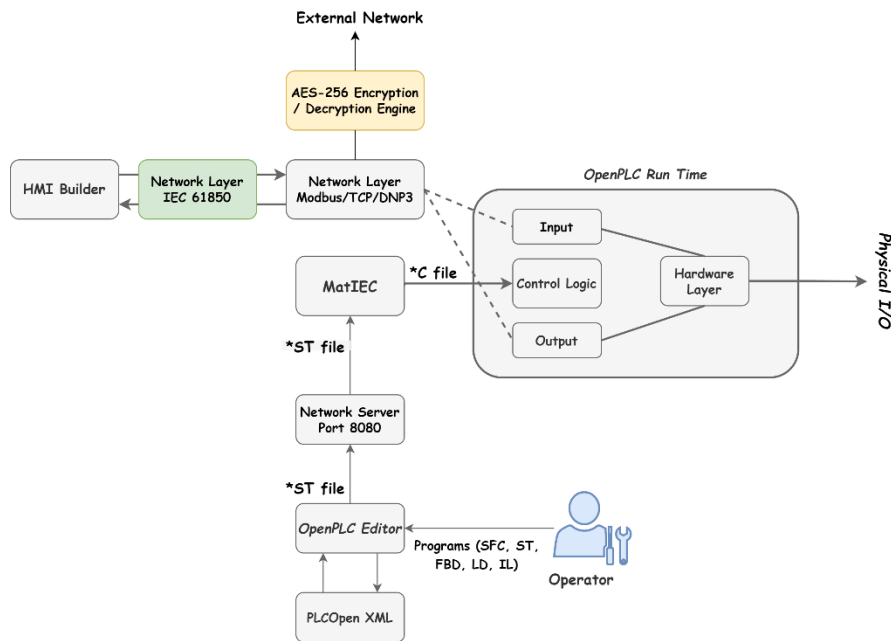 External Network
AES-256 Encryption
/ Decryption Engine
HMI Builder
Network Layer
IEC 61850
Network Layer
Modbus/TCP/DNP3
OpenPLC Run Time
Input
Control Logic
Output
Hardware
Layer
Physical I/O
MatIEC
*C file
*ST file
Network Server
Port 8080
*ST file
OpenPLC Editor
Programs (SFC, ST,
FBD, LD, IL)
Operator
PLCOpen XML